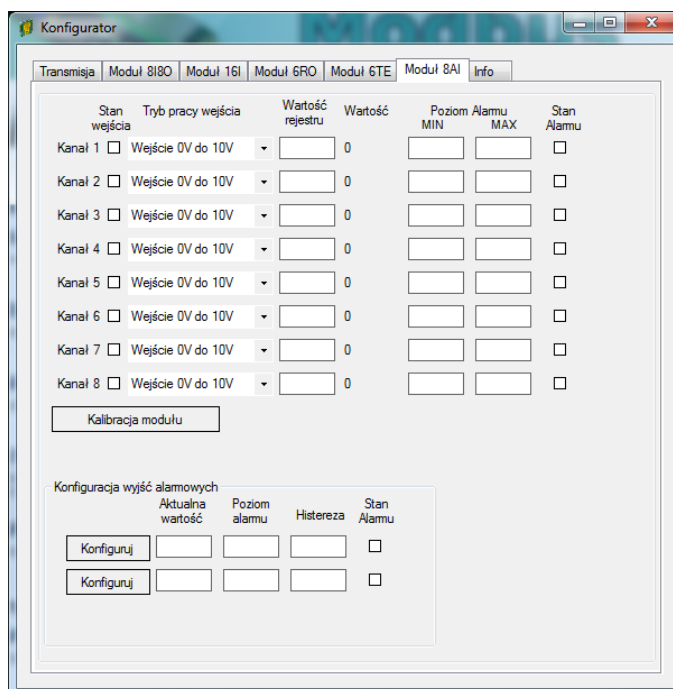 Modbus
Konfigurator
Transmisja Moduł 8I8O Moduł 16I Moduł 6RO Moduł 6TE Moduł 8AI Info
Stan wejścia Tryb pracy wejścia Wartość rejestru Wartość Poziom Alarmu MIN MAX Stan Alarmu
Kanał 1 Wejście 0V do 10V 0
Kanał 2 Wejście 0V do 10V 0
Kanał 3 Wejście 0V do 10V 0
Kanał 4 Wejście 0V do 10V 0
Kanał 5 Wejście 0V do 10V 0
Kanał 6 Wejście 0V do 10V 0
Kanał 7 Wejście 0V do 10V 0
Kanał 8 Wejście 0V do 10V 0
Kalibracja modułu
Konfiguracja wyjść alarmowych
Aktualna wartość Poziom alarmu Histereza Stan Alarmu
Konfiguruj
Konfiguruj